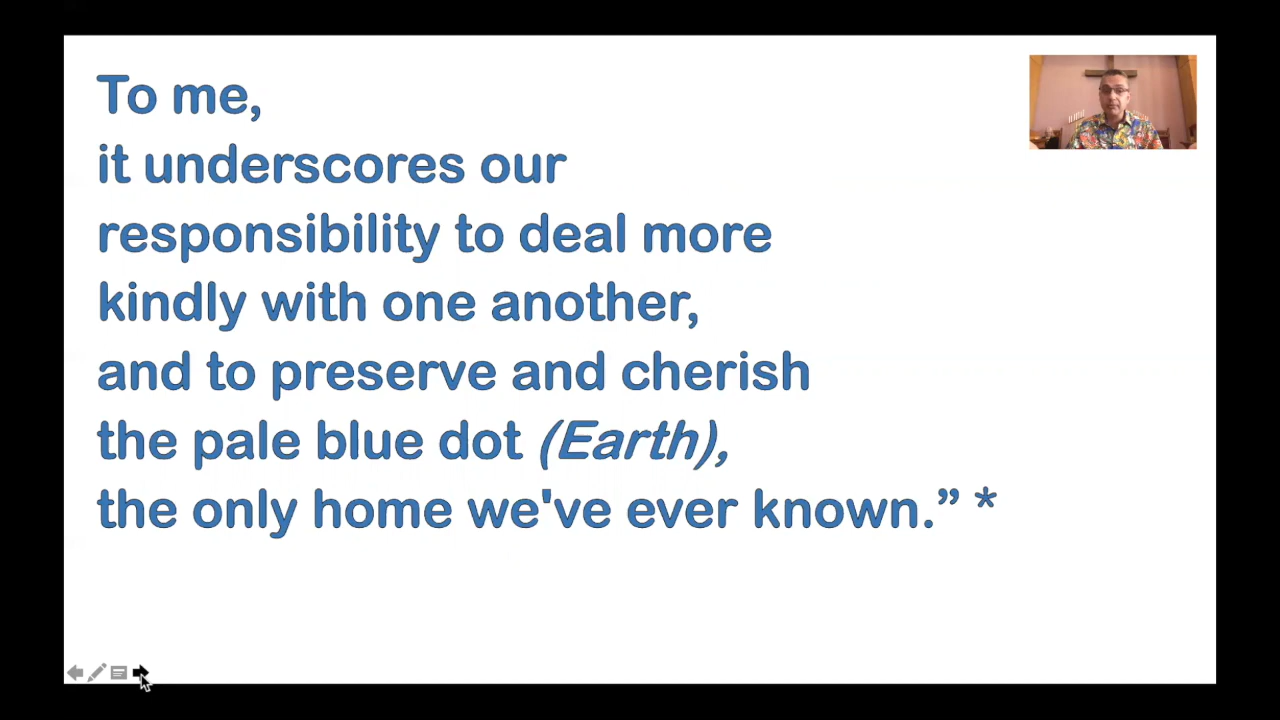 To me,
it underscores our
responsibility to deal more
kindly with one another,
and to preserve and cherish
the pale blue dot (Earth),
the only home we've ever known.” *